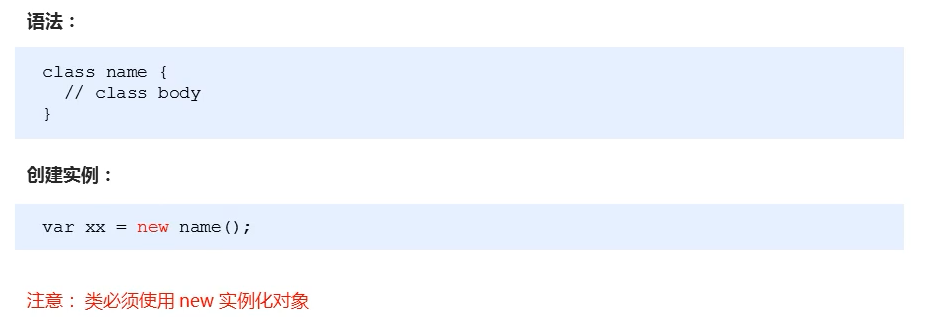 语法：
class name {
  // class body
}
创建实例：
var xx = new name();
注意： 类必须使用 new 实例化对象